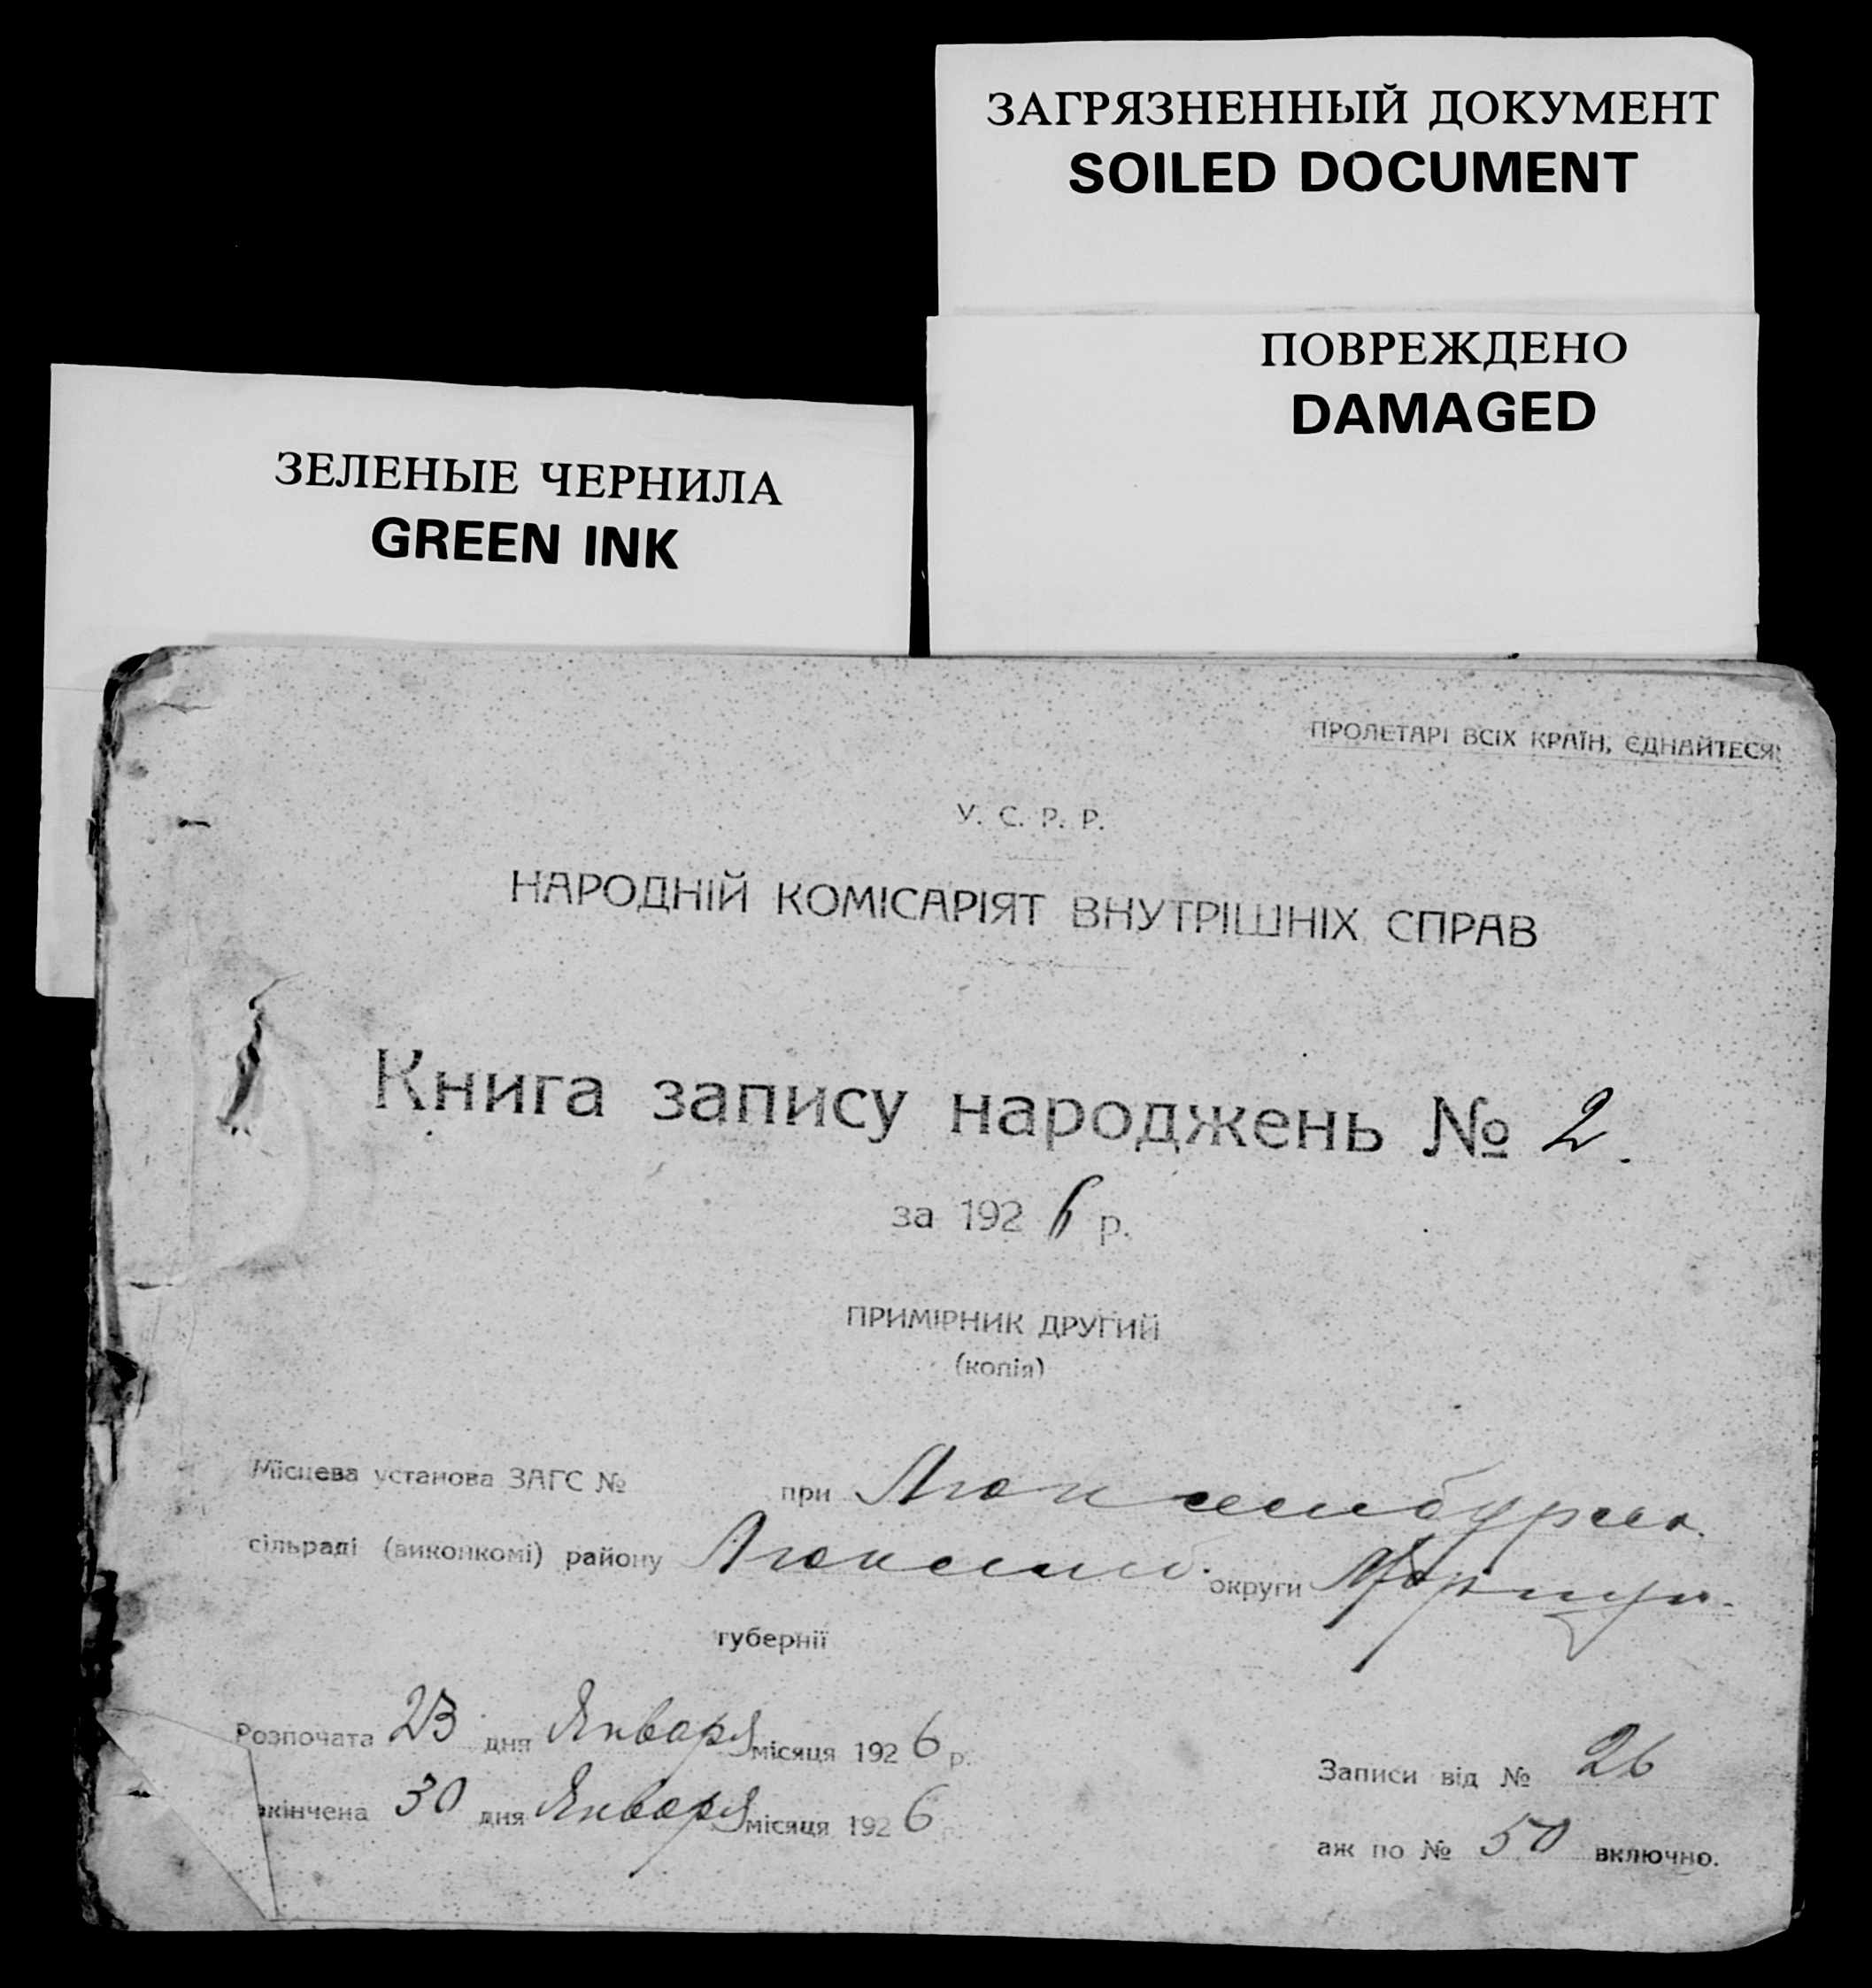 ЗАГРЯЗНЕННЫЙ ДОКУМЕНТ
SOILED DOCUMENT
ПОВРЕЖДЕНО
DAMAGED
ЗЕЛЕНЫЕ ЧЕРНИЛА
GREEN INK
ПРОЛЕТАРІ ВСІХ КРАЇН, ЄДНАЙТЕСЯ!
У. С. Р. Р.
НАРОДНІЙ КОМІСАРІЯТ ВНУТРІШНІХ СПРАВ
Книга запису народжень № 2.
за 1926 р.
ПРИМІРНИК ДРУГИЙ
(копія)
Місцева установа ЗАГС № при Люксембургск.
сільраді (виконкомі) району Люксемб. округи
губернії
Розпочата 23 дня Января місяця 1926 р.
акінчена 30 дня Января місяця 1926 р.
Записи від № 26
аж по № 50 включно.